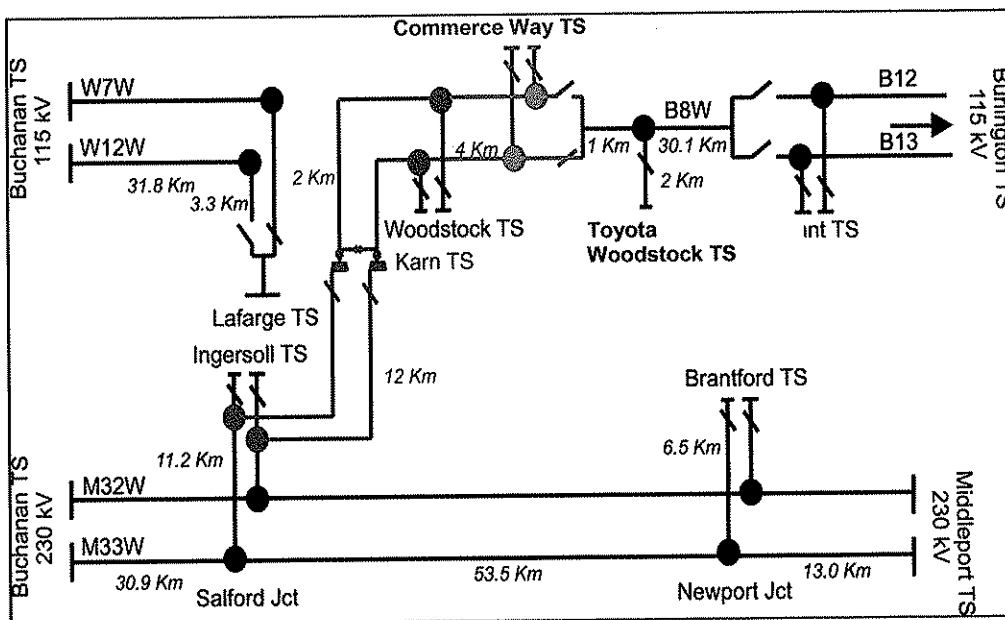 Commerce Way TS
Buchanan TS
115 kV
W7W
W12W
31.8 Km
3.3 Km
Lafarge TS
2 Km
4 Km
Woodstock TS
Karn TS
1 Km
B8W
30.1 Km
2 Km
Toyota
Woodstock TS
B12
B13
Burlington TS
115 kV
int TS
Ingersoll TS
12 Km
11.2 Km
Brantford TS
6.5 Km
Buchanan TS
230 kV
M32W
M33W
30.9 Km
Salford Jct
53.5 Km
Newport Jct
13.0 Km
Middleport TS
230 kV